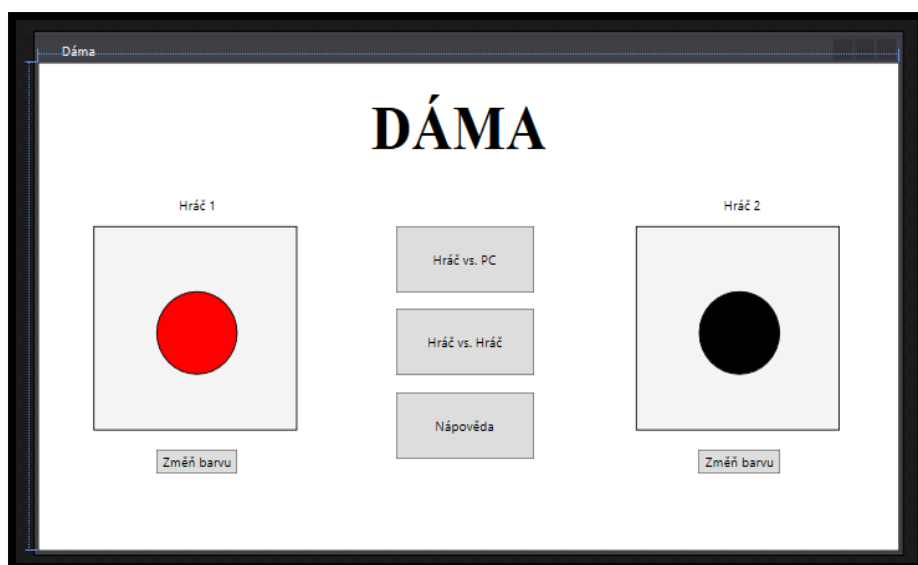 Dáma
DÁMA
Hráč 1
Hráč 2
Hráč vs. PC
Hráč vs. Hráč
Nápověda
Změň barvu
Změň barvu